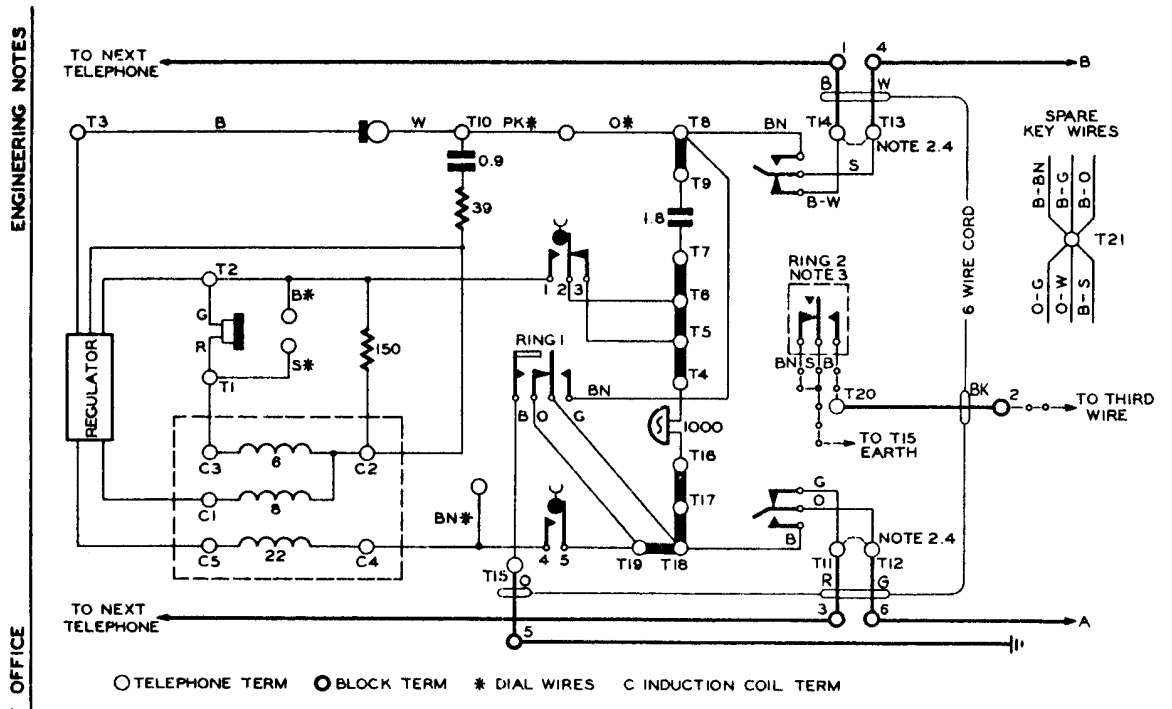 ENGINEERING NOTES
OFFICE
TO NEXT
TELEPHONE
1
4
B
B
W
T3
B
W
T10
PK*
O*
T8
BN
T14
T13
NOTE 2.4
SPARE
KEY WIRES
0.9
39
T9
S
B-W
B-BN
B-G
B-O
1.8
T21
O-G
O-W
B-S
T7
RING 2
NOTE 3
6 WIRE CORD
T2
B*
1
2
3
T6
G
R
S*
150
T5
RING 1
REGULATOR
T1
T4
BN
BN
S
B
T20
BK
2
TO THIRD
WIRE
B
O
G
1000
TO T15
EARTH
C3
6
C2
T16
C1
8
T17
G
O
BN*
B
C5
22
C4
4
5
T19
T18
T11
T12
NOTE 2.4
T15
O
R
G
TO NEXT
TELEPHONE
3
6
A
5
TELEPHONE TERM
BLOCK TERM
* DIAL WIRES
C INDUCTION COIL TERM